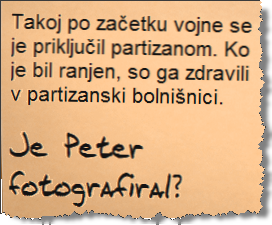 Takoj po začetku vojne se
je priključil partizanom. Ko
je bil ranjen, so ga zdravili
v partizanski bolnišnici.
Je Peter
fotografiral?